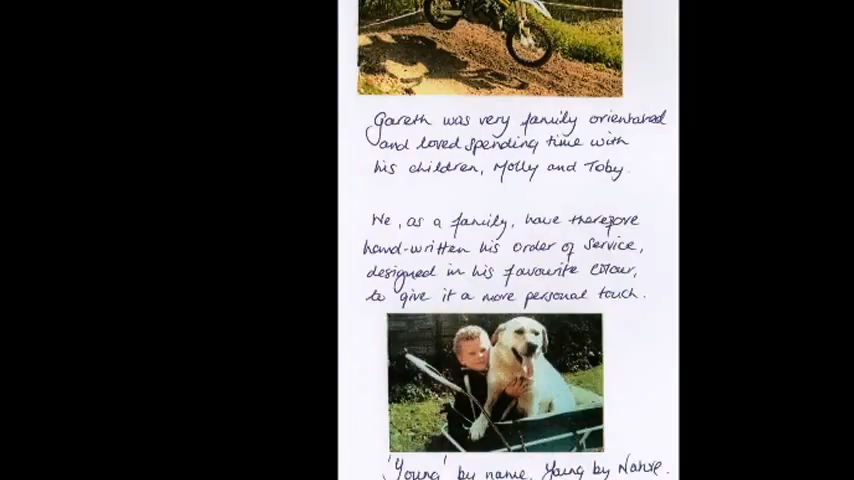 Gareth was very family orientated
and loved spending time with
his children, Molly and Toby.
We, as a family, have therefore
hand-written his order of service,
designed in his favourite colour,
to give it a more personal touch.
'Young' by name, Young by Nature.